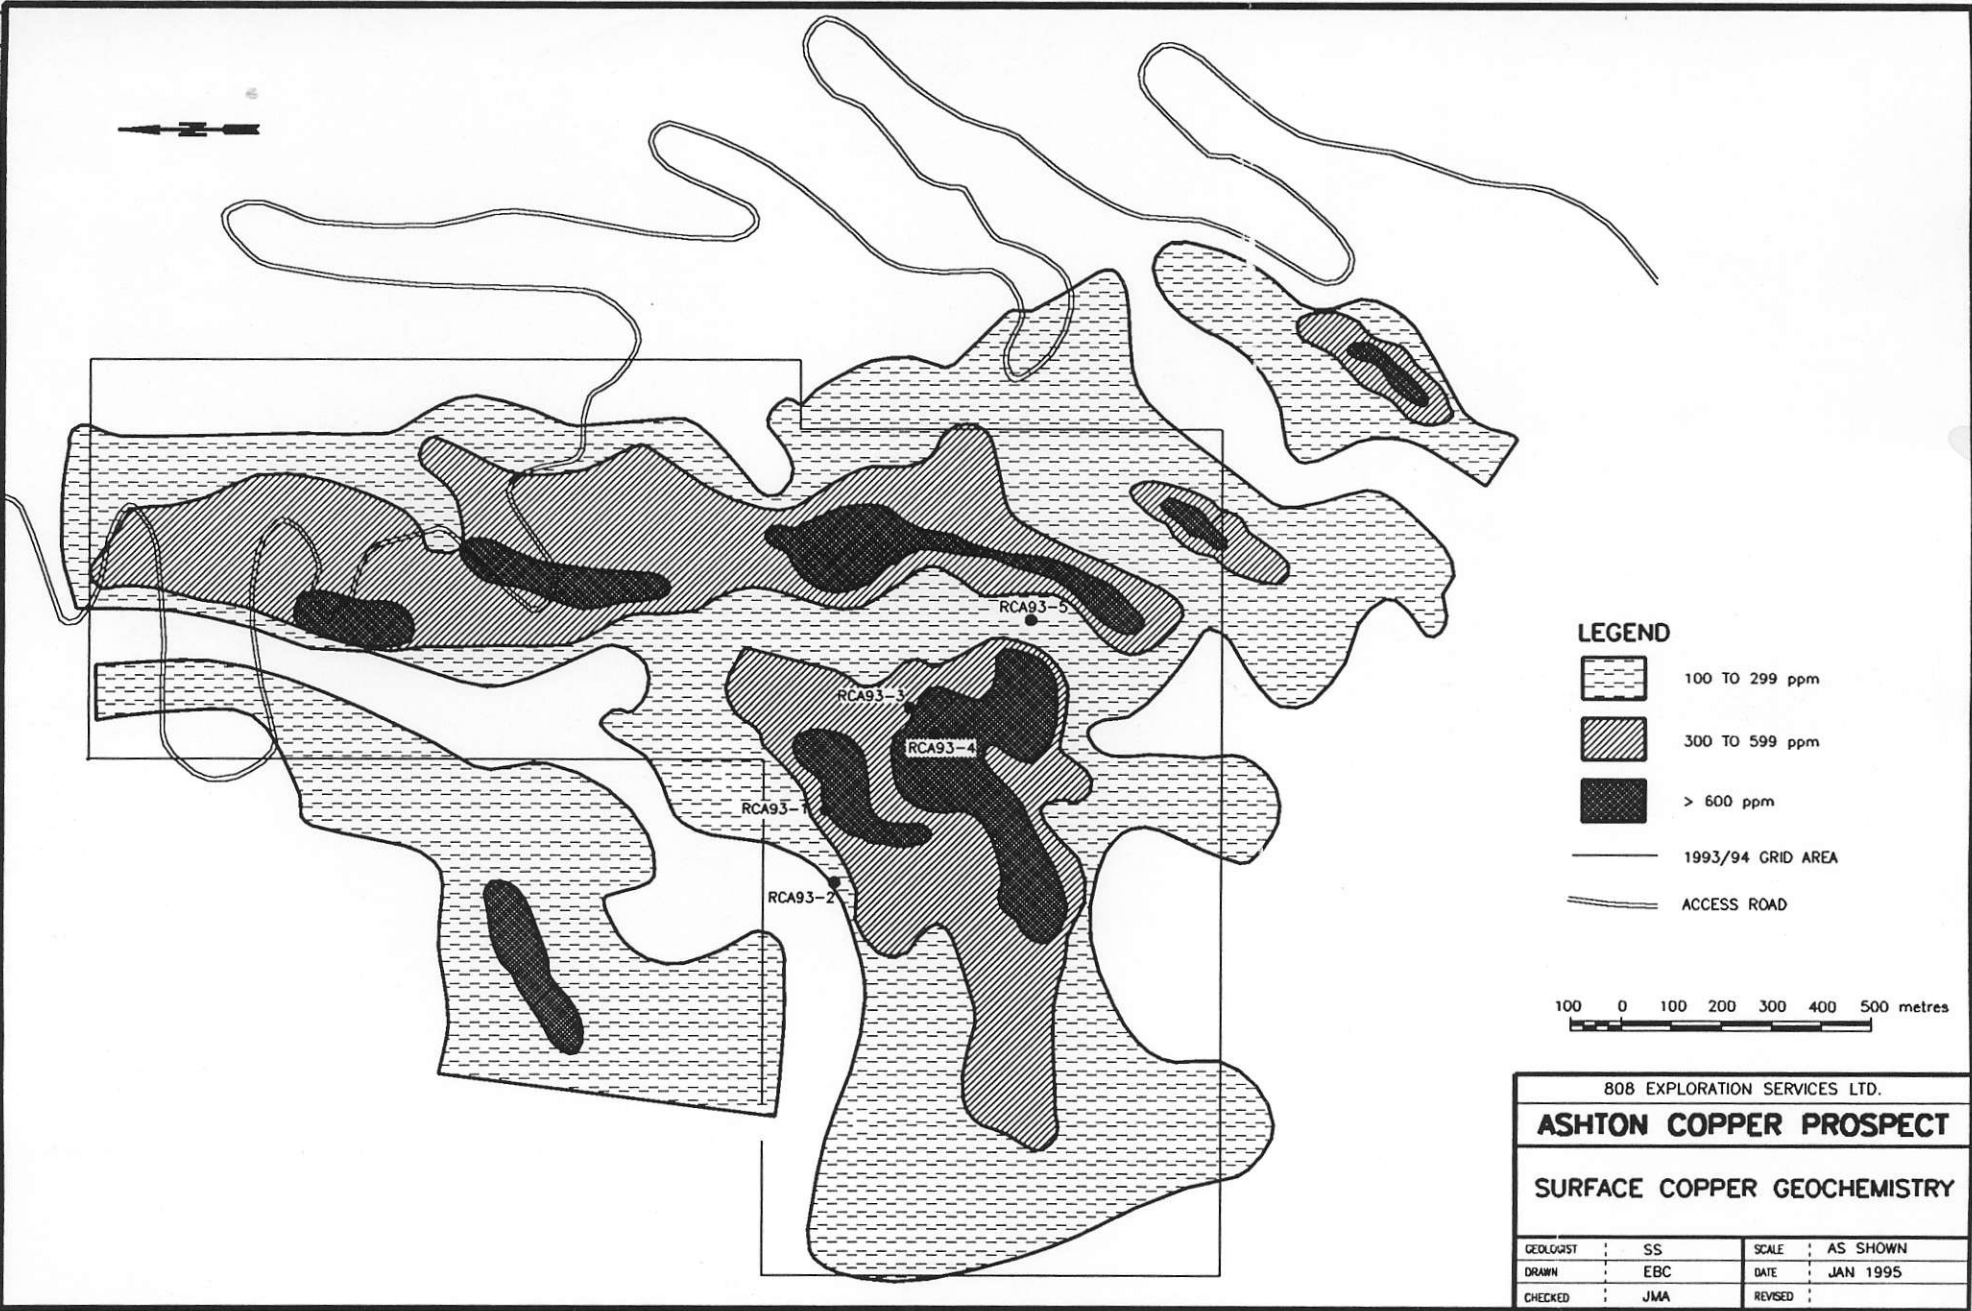 N
RCA93-5
RCA93-3
RCA93-4
RCA93-1
RCA93-2
LEGEND
100 TO 299 ppm
300 TO 599 ppm
> 600 ppm
1993/94 GRID AREA
ACCESS ROAD
100 0 100 200 300 400 500 metres
808 EXPLORATION SERVICES LTD.
ASHTON COPPER PROSPECT
SURFACE COPPER GEOCHEMISTRY
GEOLOGIST SS SCALE AS SHOWN
DRAWN EBC DATE JAN 1995
CHECKED JMA REVISED